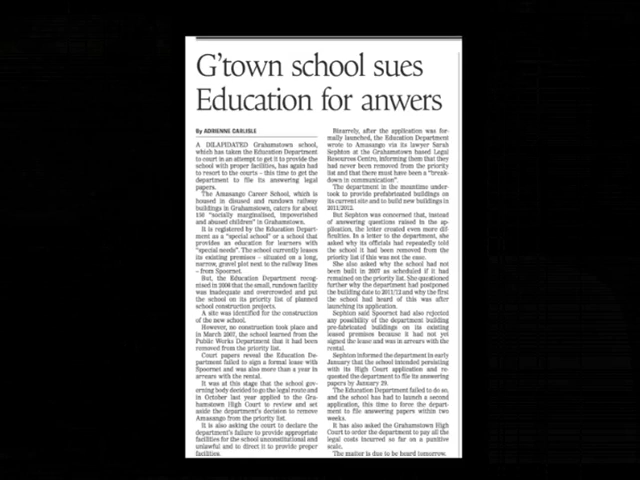 G'town school sues
Education for anwers
By ADRIENNE CARLISLE
A DILAPIDATED Grahamstown school,
which has taken the Education Department
to court in an attempt to get it to provide the
school with proper facilities, has again had
to resort to the courts – this time to get the
department to file its answering legal
papers.
The Amasango Career School, which is
housed in disused and rundown railway
buildings in Grahamstown, caters for about
150 "socially marginalised, impoverished
and abused children" in Grahamstown.
It is registered by the Education Depart-
ment as a "special school" or a school that
provides an education for learners with
"special needs". The school currently leases
its existing premises – situated on a long,
narrow, gravel plot next to the railway lines
– from Spoornet.
But, the Education Department recog-
nised in 2006 that the small, rundown facility
was inadequate and overcrowded and put
the school on its priority list of planned
school construction projects.
A site was identified for the construction
of the new school.
However, no construction took place and
in March 2007, the school learned from the
Public Works Department that it had been
removed from the priority list.
Court papers reveal the Education De-
partment failed to sign a formal lease with
Spoornet and was also more than a year in
arrears with the rental.
It was at this stage that the school gov-
erning body decided to go the legal route and
in October last year applied to the Gra-
hamstown High Court to review and set
aside the department's decision to remove
Amasango from the priority list.
It is also asking the court to declare the
department's failure to provide appropriate
facilities for the school unconstitutional and
unlawful and to direct it to provide proper
facilities.
Bizarrely, after the application was for-
mally launched, the Education Department
wrote to Amasango via its lawyer Sarah
Sephton at the Grahamstown based Legal
Resources Centre, informing them that they
had never been removed from the priority
list and that there must have been a "break-
down in communication".
The department in the meantime under-
took to provide prefabricated buildings on
its current site and to build new buildings in
2011/2012.
But Sephton was concerned that, instead
of answering questions raised in the ap-
plication, the letter created even more dif-
ficulties. In a letter to the department, she
asked why its officials had repeatedly told
the school it had been removed from the
priority list if this was not the case.
She also asked why the school had not
been built in 2007 as scheduled if it had
remained on the priority list. She questioned
further why the department had postponed
the building date to 2011/12 and why the first
the school had heard of this was after
launching its application.
Sephton said Spoornet had also rejected
any possibility of the department building
pre-fabricated buildings on its existing
leased premises because it had not yet
signed the lease and was in arrears with the
rental.
Sephton informed the department in early
January that the school intended persisting
with its High Court application and re-
quested the department to file its answering
papers by January 29.
The Education Department failed to do so,
and the school has had to launch a second
application, this time to force the depart-
ment to file answering papers within two
weeks.
It has also asked the Grahamstown High
Court to order the department to pay all the
legal costs incurred so far on a punitive
scale.
The matter is due to be heard tomorrow.